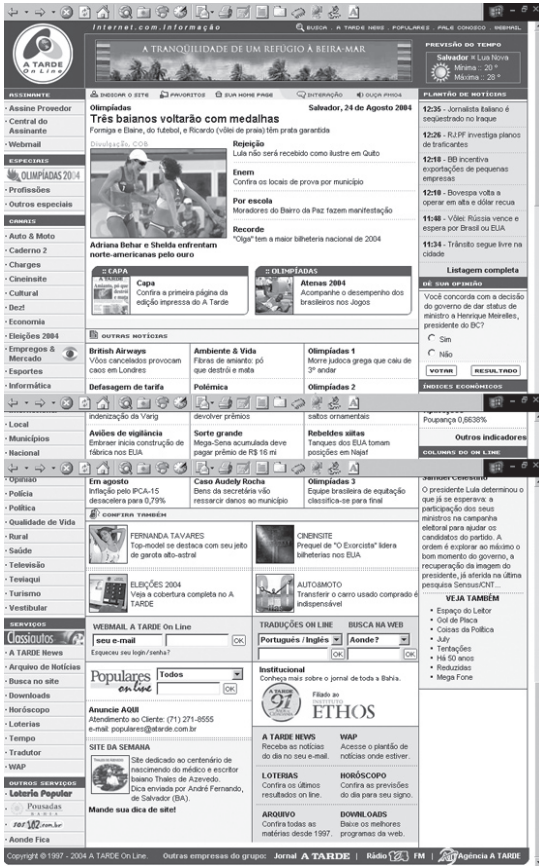 Internet.com.Informação
BUSCA . A TARDE NEWS . POPULARES . FALE CONOSCO . WEBMAIL
A TARDE
On Line
A TRANQÜILIDADE DE UM REFÚGIO À BEIRA-MAR
PREVISÃO DO TEMPO
Salvador Lua Nova
Mínima :: 20 º
Máxima :: 28 º
ASSINANTE
Assine Provedor
Central do
Assinante
Webmail
ESPECIAIS
OLIMPÍADAS 2004
Profissões
Outros especiais
CANAIS
Auto & Moto
Caderno 2
Charges
Cineinsite
Cultural
Dez!
Economia
Eleições 2004
Empregos &
Mercado
Esportes
Informática
INDICAR O SITE
FAVORITOS
SUA HOME PAGE
INTERAÇÃO
OUÇA
Olimpíadas
Salvador, 24 de Agosto 2004
Três baianos voltarão com medalhas
Formiga e Elaine, do futebol, e Ricardo (vôlei de praia) têm prata garantida
Divulgação, COB
Adriana Behar e Shelda enfrentam
norte-americanas pelo ouro
Rejeição
Lula não será recebido como ilustre em Quito
Enem
Confira os locais de prova por município
Por escola
Moradores do Bairro da Paz fazem manifestação
Recorde
"Olga" tem a maior bilheteria nacional de 2004
:: CAPA
Capa
Confira a primeira página da
edição impressa do A Tarde
:: OLIMPÍADAS
Atenas 2004
Acompanhe o desempenho dos
brasileiros nos Jogos
OUTRAS NOTÍCIAS
British Airways
Vôos cancelados provocam
caos em Londres
Ambiente & Vida
Fibras de amianto: pó
que destrói e mata
Olimpíadas 1
Morre judoca grega que caiu de
3º andar
Defasagem de tarifa
Polêmica
Olimpíadas 2
PLANTÃO DE NOTÍCIAS
12:35 - Jornalista italiano é
seqüestrado no Iraque
12:26 - RJ:PF investiga planos
de traficantes
12:18 - BB incentiva
exportações de pequenas
empresas
12:10 - Bovespa volta a
operar em alta e dólar recua
11:48 - Vôlei: Rússia vence e
espera por Brasil ou EUA
11:34 - Trânsito segue livre na
cidade
Listagem completa
DÊ SUA OPINIÃO
Você concorda com a decisão
do governo de dar status de
ministro a Henrique Meirelles,
presidente do BC?
Sim
Não
VOTAR
RESULTADO
ÍNDICES ECONÔMICOS
Local
Municípios
Nacional
indenização da Varig
devolver prêmios
saltos ornamentais
Aviões de vigilância
Embraer inicia construção de
fábrica nos EUA
Sorte grande
Mega-Sena acumulada deve
pagar prêmio de R$ 16 mi
Rebeldes xiitas
Tanques dos EUA tomam
posições em Najaf
Poupança 0,6638%
Outros indicadores
COLUNAS DO ON LINE
Opinião
Polícia
Política
Qualidade de Vida
Rural
Saúde
Televisão
Teviaqui
Turismo
Vestibular
SERVIÇOS
Classiautos
A TARDE News
Arquivo de Notícias
Busca no site
Downloads
Horóscopo
Loterias
Tempo
Tradutor
WAP
OUTROS SERVIÇOS
Loteria Popular
Pousadas
BAHIA
Aonde Fica
Em agosto
Inflação pelo IPCA-15
desacelera para 0,79%
Caso Audely Rocha
Bens da secretária vão
ressarcir danos ao município
Olimpíadas 3
Equipe brasileira de equitação
classifica-se para final
CONFIRA TAMBÉM
FERNANDA TAVARES
Top-model se destaca com seu jeito
de garota alto-astral
CINEINSITE
Prequel de "O Exorcista" lidera
bilheterias nos EUA
ELEIÇÕES 2004
Veja a cobertura completa no A
TARDE
AUTO&MOTO
Transferir o carro usado comprado é
indispensável
WEBMAIL A TARDE On Line
seu e-mail
OK
Esqueceu seu login/senha?
TRADUÇÕES ON LINE
Português / Inglês
OK
BUSCA NA WEB
Aonde?
OK
Populares
on line
Todos
OK
Anuncie AQUI
Atendimento ao Cliente: (71) 271-8555
e-mail: populares@atarde.com.br
SITE DA SEMANA
Site dedicado ao centenário de
nascimento do médico e escritor
baiano Thales de Azevedo.
Dica enviada por André Fernando,
de Salvador (BA).
Mande sua dica de site!
Institucional
Conheça mais sobre o jornal de toda a Bahia.
A TARDE
91
Filiado ao
INSTITUTO
ETHOS
A TARDE NEWS
Receba as notícias
do dia no seu e-mail.
WAP
Acesse o plantão de
notícias onde estiver.
LOTERIAS
Confira os últimos
resultados on line.
HORÓSCOPO
Confira as previsões
do dia para seu signo.
ARQUIVO
Confira todas as
matérias desde 1997.
DOWNLOADS
Baixe os melhores
programas da web.
Samuel Celestino
O presidente Lula determinou o
que já se esperava: a
participação dos seus
ministros na campanha
eleitoral para ajudar os
candidatos do partido. A
ordem é explorar ao máximo o
bom momento do governo, a
recuperação da imagem do
presidente, já aferida na última
pesquisa Sensus/CNT...
VEJA TAMBÉM
Espaço do Leitor
Gol de Placa
Coisas da Política
July
Tentações
Há 50 anos
Reduzidas
Mega Fone
Copyright © 1997 - 2004 A TARDE On Line.
Outras empresas do grupo: Jornal A TARDE | Rádio FM | Agência A TARDE